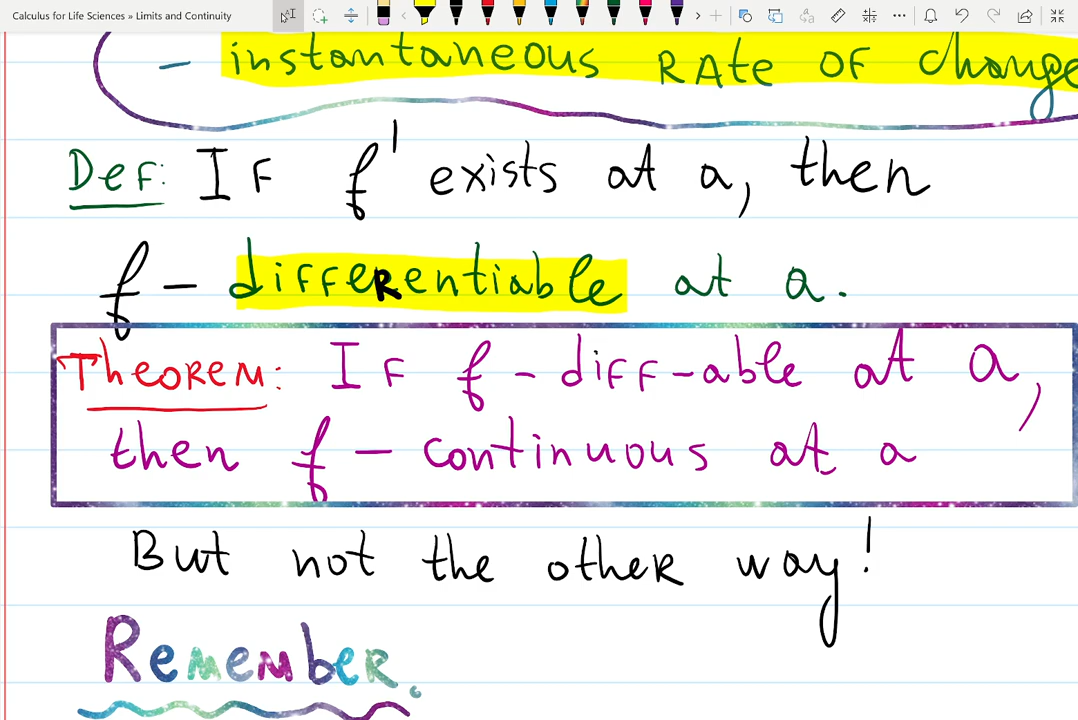 Calculus for Life Sciences » Limits and Continuity
- instantaneous RAte OF change
Def: If f' exists at a, then
f - differentiable at a.
Theorem: If f - diff-able at a,
then f - continuous at a
But not the other way!
Remember.